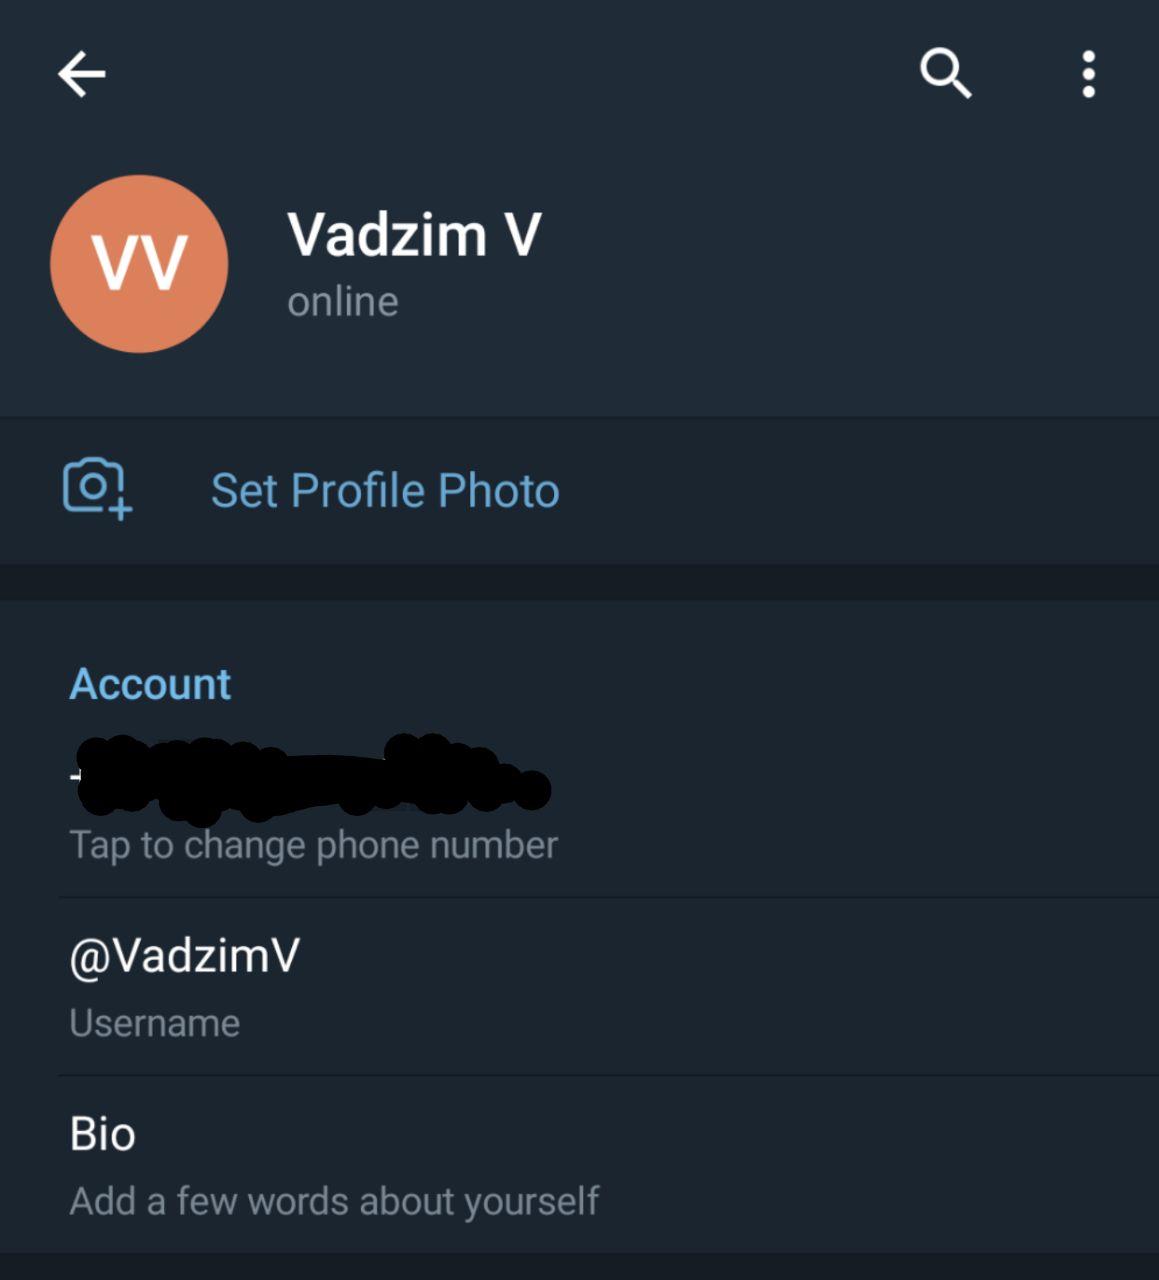 VV
Vadzim V
online
Set Profile Photo
Account
Tap to change phone number
@VadzimV
Username
Bio
Add a few words about yourself